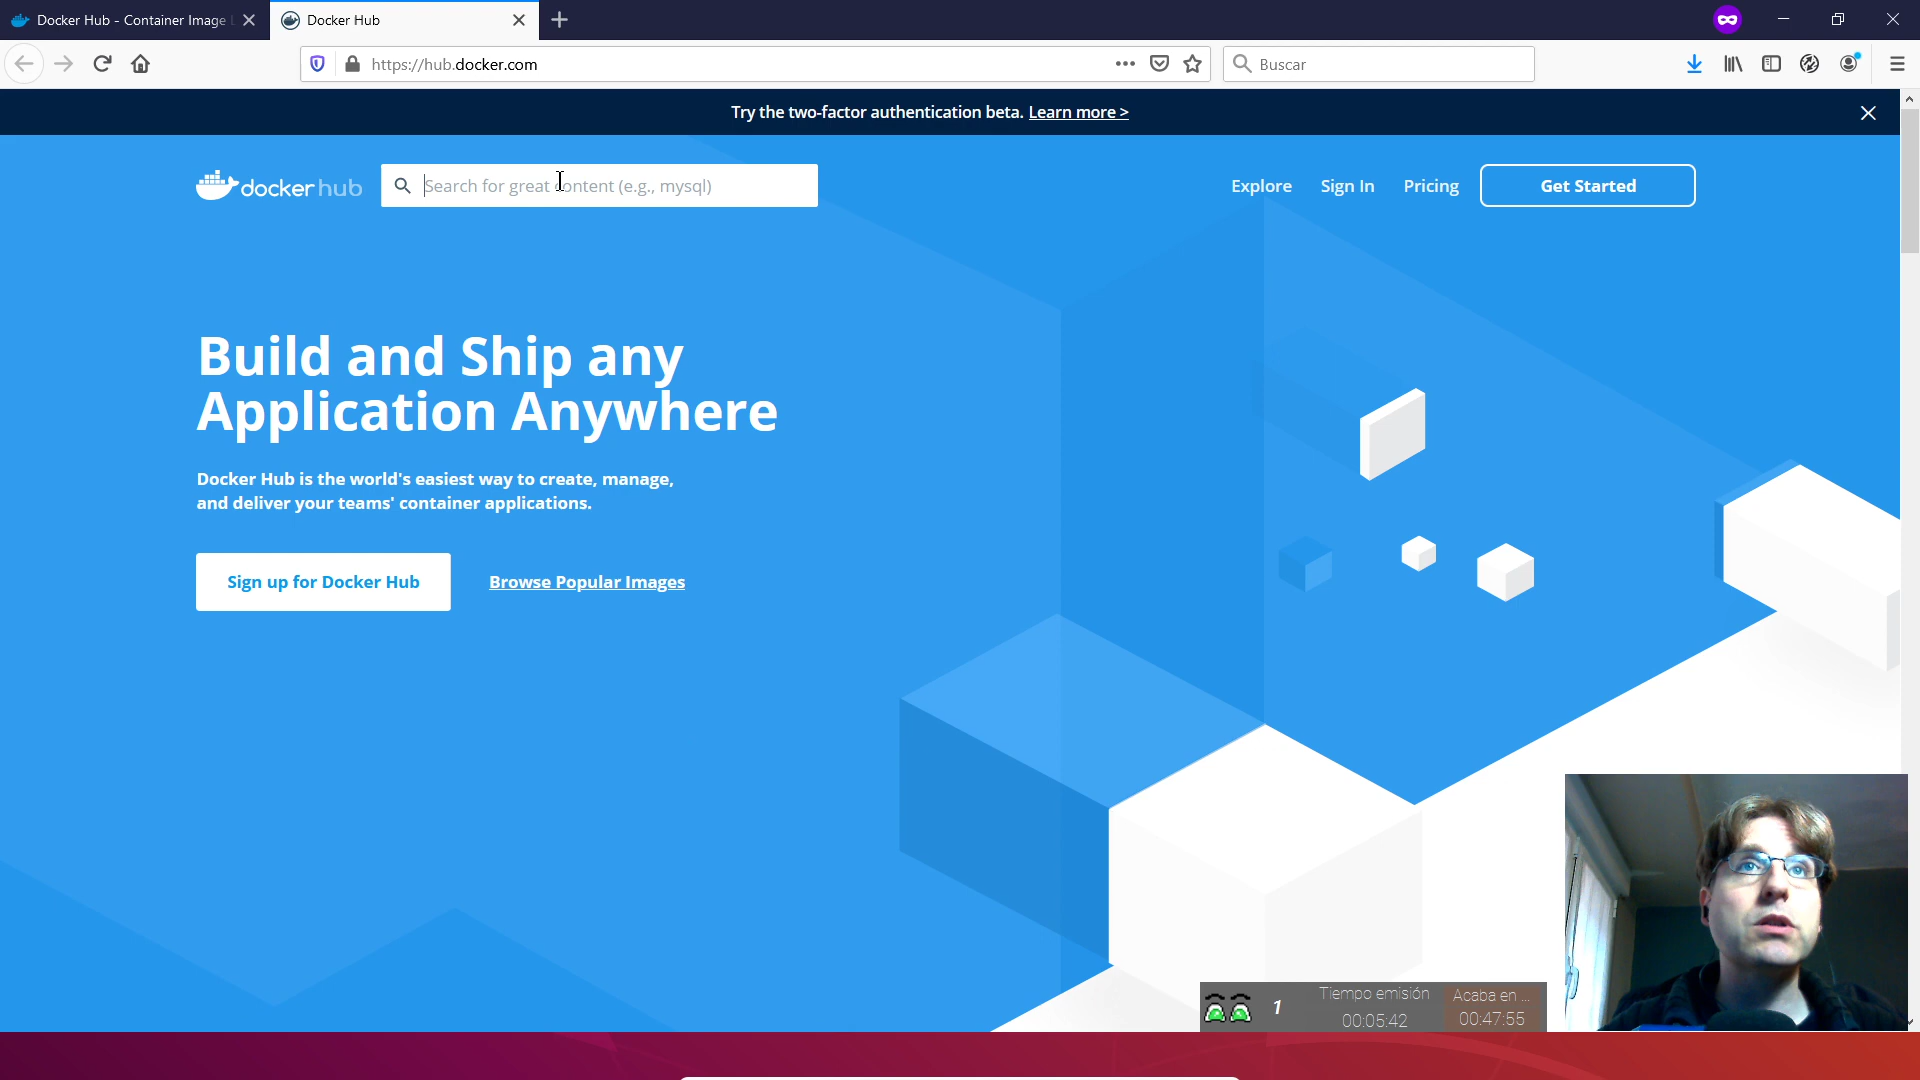 Docker Hub - Container Image
Docker Hub
https://hub.docker.com
Buscar
Try the two-factor authentication beta. Learn more >
docker hub
Search for great content (e.g., mysql)
Explore
Sign In
Pricing
Get Started
Build and Ship any
Application Anywhere
Docker Hub is the world's easiest way to create, manage,
and deliver your teams' container applications.
Sign up for Docker Hub
Browse Popular Images
1
Tiempo emisión
00:05:42
Acaba en ...
00:47:55